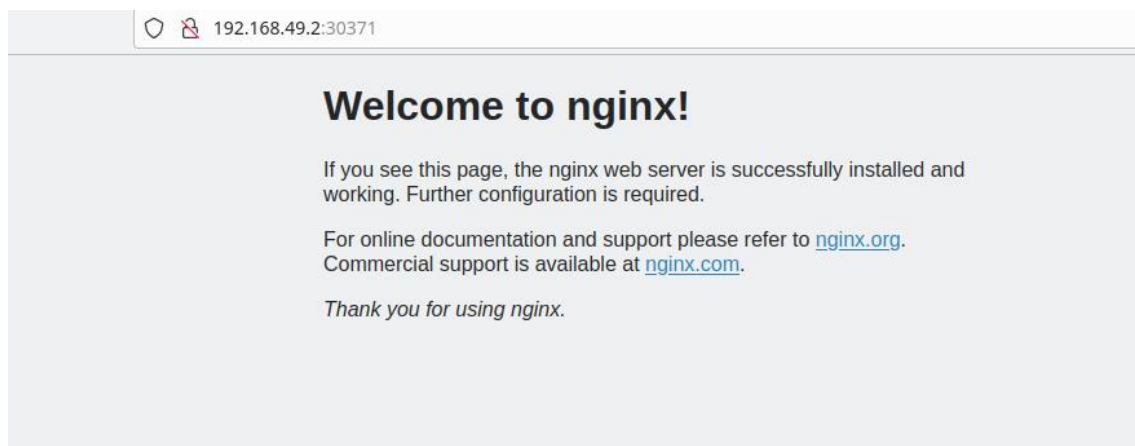 192.168.49.2:30371
Welcome to nginx!
If you see this page, the nginx web server is successfully installed and
working. Further configuration is required.
For online documentation and support please refer to nginx.org.
Commercial support is available at nginx.com.
Thank you for using nginx.